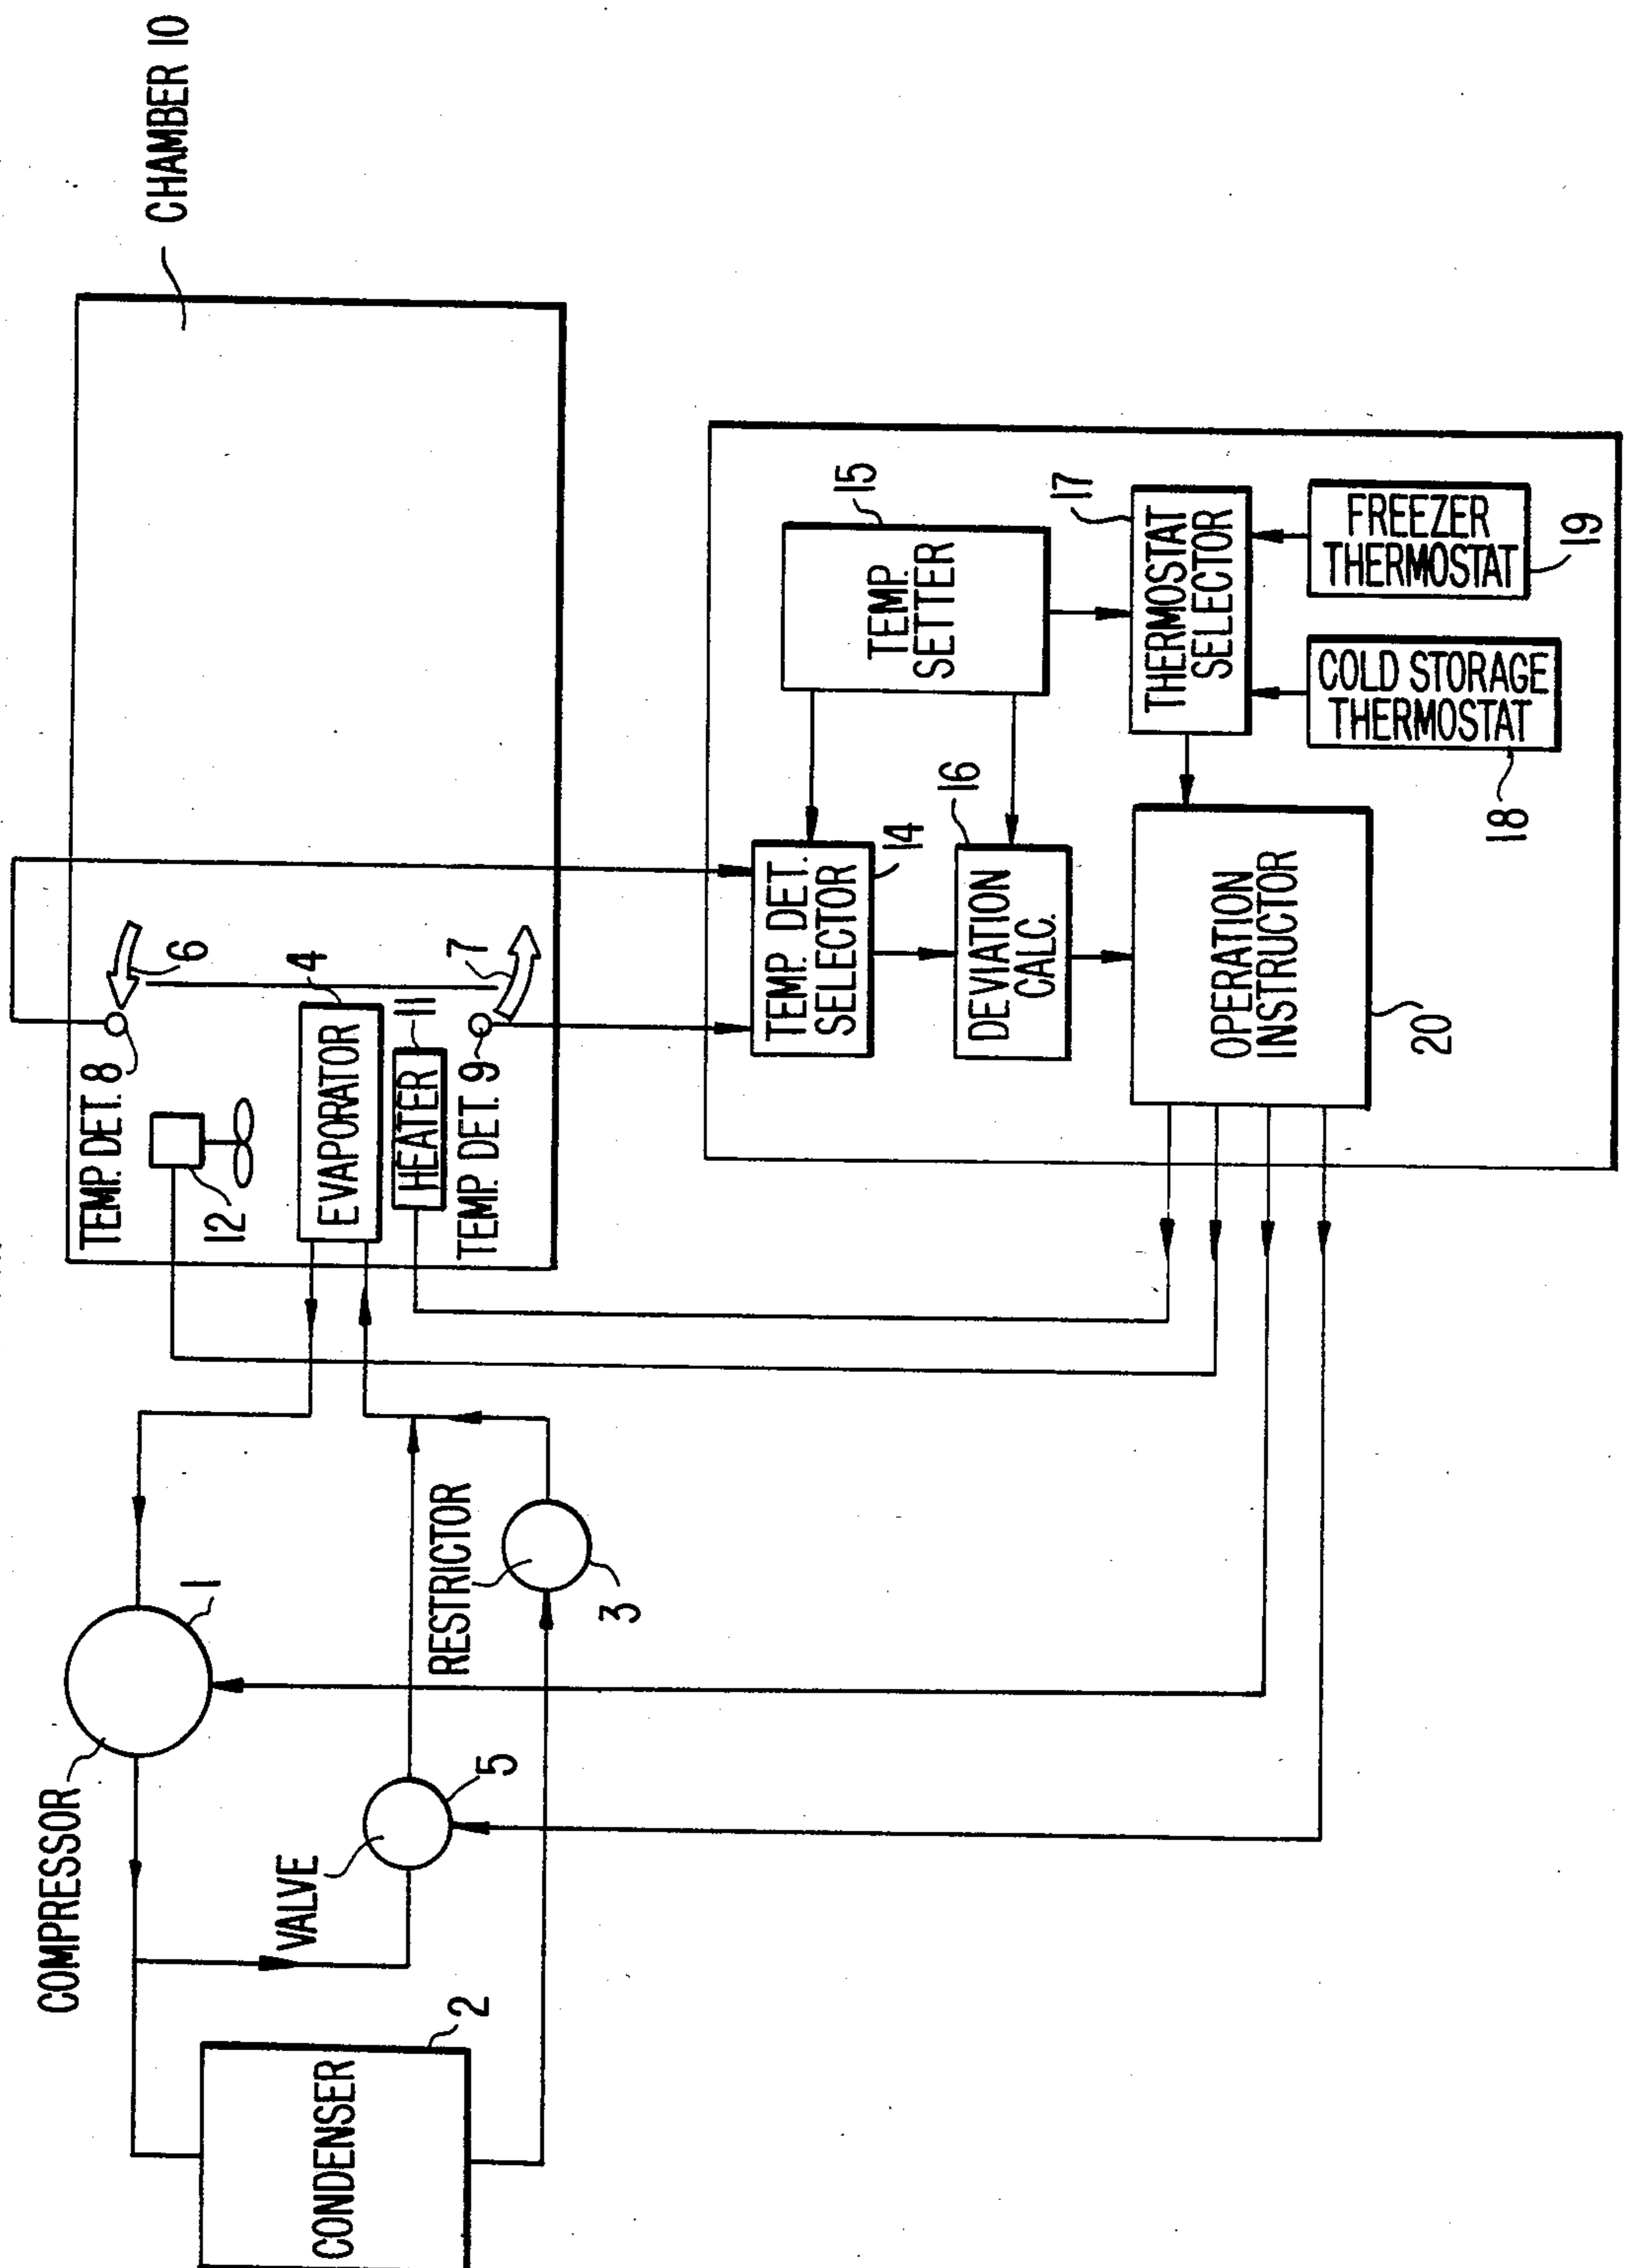 CHAMBER 10
TEMP. DET. 8
6
12
4
EVAPORATOR
11
HEATER
7
TEMP. DET. 9
COMPRESSOR
1
VALVE
5
RESTRICTOR
3
2
CONDENSER
15
TEMP.
SETTER
14
TEMP. DET.
SELECTOR
16
DEVIATION
CALC.
17
THERMOSTAT
SELECTOR
FREEZER
THERMOSTAT
19
COLD STORAGE
THERMOSTAT
18
OPERATION
INSTRUCTOR
20